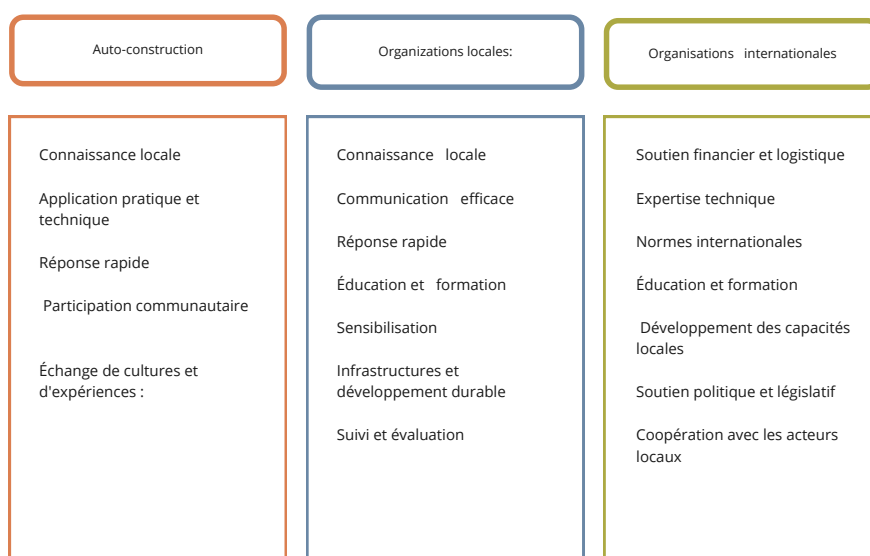 Auto-construction
Organizations locales:
Organisations internationales
Connaissance locale
Application pratique et
technique
Réponse rapide
Participation communautaire
Échange de cultures et
d'expériences :
Connaissance locale
Communication efficace
Réponse rapide
Éducation et formation
Sensibilisation
Infrastructures et
développement durable
Suivi et évaluation
Soutien financier et logistique
Expertise technique
Normes internationales
Éducation et formation
Développement des capacités
locales
Soutien politique et législatif
Coopération avec les acteurs
locaux